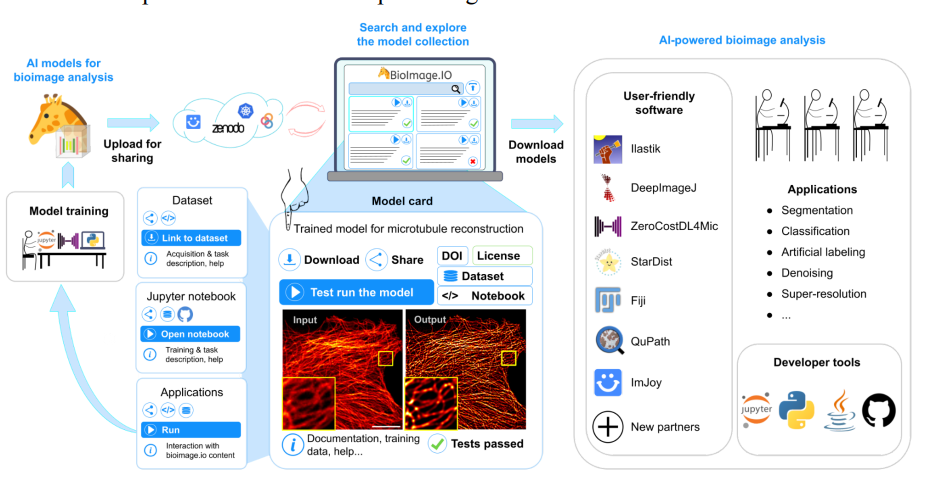 Search and explore
the model collection
AI models for
bioimage analysis
AI-powered bioimage analysis
BioImage.IO
zenodo
Upload for
sharing
Download
models
Model training
jupyter
Dataset
Link to dataset
Acquisition & task
description, help
Jupyter notebook
Open notebook
Training & task
description, help
Applications
Run
Interaction with
bioimage.io content
Model card
Trained model for microtubule reconstruction
Download
Share
DOI
License
Dataset
</> Notebook
Test run the model
Input
Output
Documentation, training
data, help...
Tests passed
User-friendly
software
Ilastik
DeepImageJ
ZeroCostDL4Mic
StarDist
Fiji
QuPath
ImJoy
New partners
Applications
● Segmentation
● Classification
● Artificial labeling
● Denoising
● Super-resolution
● ...
Developer tools
jupyter